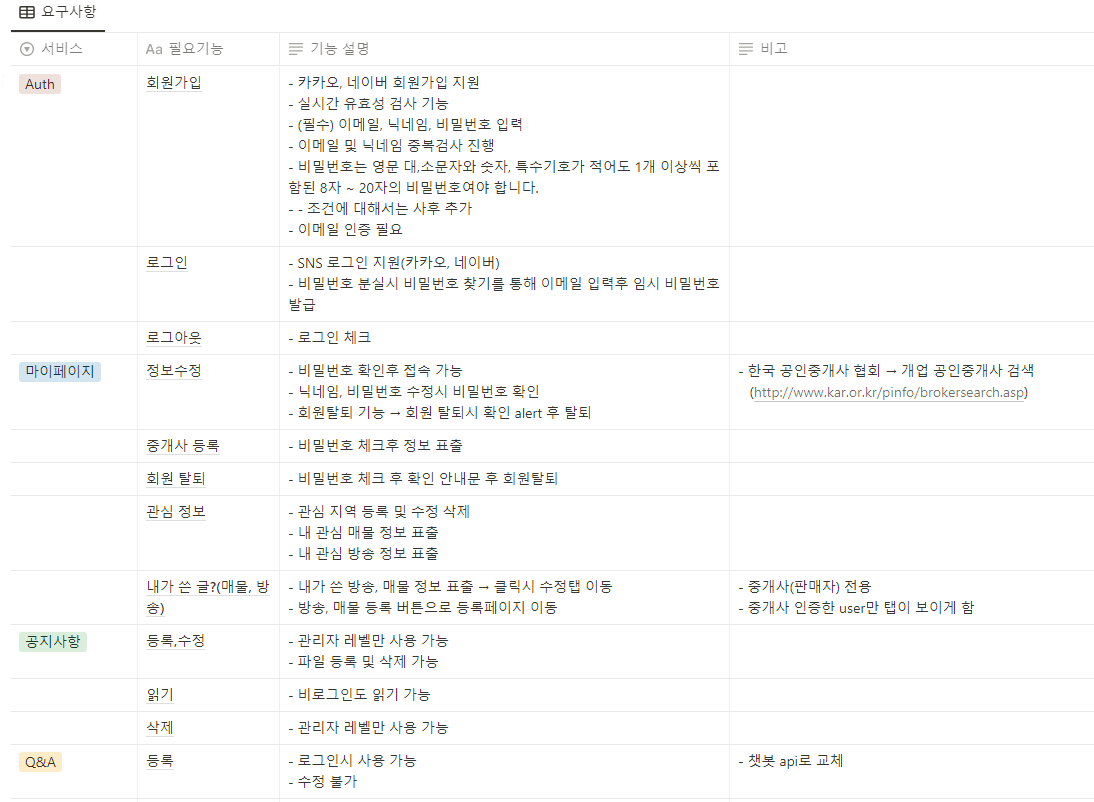 요구사항
서비스 Aa 필요기능 기능 설명 비고
Auth 회원가입 - 카카오, 네이버 회원가입 지원
- 실시간 유효성 검사 기능
- (필수) 이메일, 닉네임, 비밀번호 입력
- 이메일 및 닉네임 중복검사 진행
- 비밀번호는 영문 대,소문자와 숫자, 특수기호가 적어도 1개 이상씩 포
함된 8자 ~ 20자의 비밀번호여야 합니다.
- - 조건에 대해서는 사후 추가
- 이메일 인증 필요
로그인 - SNS 로그인 지원(카카오, 네이버)
- 비밀번호 분실시 비밀번호 찾기를 통해 이메일 입력후 임시 비밀번호
발급
로그아웃 - 로그인 체크
마이페이지 정보수정 - 비밀번호 확인후 접속 가능 - 한국 공인중개사 협회 → 개업 공인중개사 검색
- 닉네임, 비밀번호 수정시 비밀번호 확인 (http://www.kar.or.kr/pinfo/brokersearch.asp)
- 회원탈퇴 기능 → 회원 탈퇴시 확인 alert 후 탈퇴
중개사 등록 - 비밀번호 체크후 정보 표출
회원 탈퇴 - 비밀번호 체크 후 확인 안내문 후 회원탈퇴
관심 정보 - 관심 지역 등록 및 수정 삭제
- 내 관심 매물 정보 표출
- 내 관심 방송 정보 표출
내가 쓴 글?(매물, 방 - 내가 쓴 방송, 매물 정보 표출 → 클릭시 수정탭 이동 - 중개사(판매자) 전용
송) - 방송, 매물 등록 버튼으로 등록페이지 이동 - 중개사 인증한 user만 탭이 보이게 함
공지사항 등록,수정 - 관리자 레벨만 사용 가능
- 파일 등록 및 삭제 가능
읽기 - 비로그인도 읽기 가능
삭제 - 관리자 레벨만 사용 가능
Q&A 등록 - 로그인시 사용 가능 - 챗봇 api로 교체
- 수정 불가